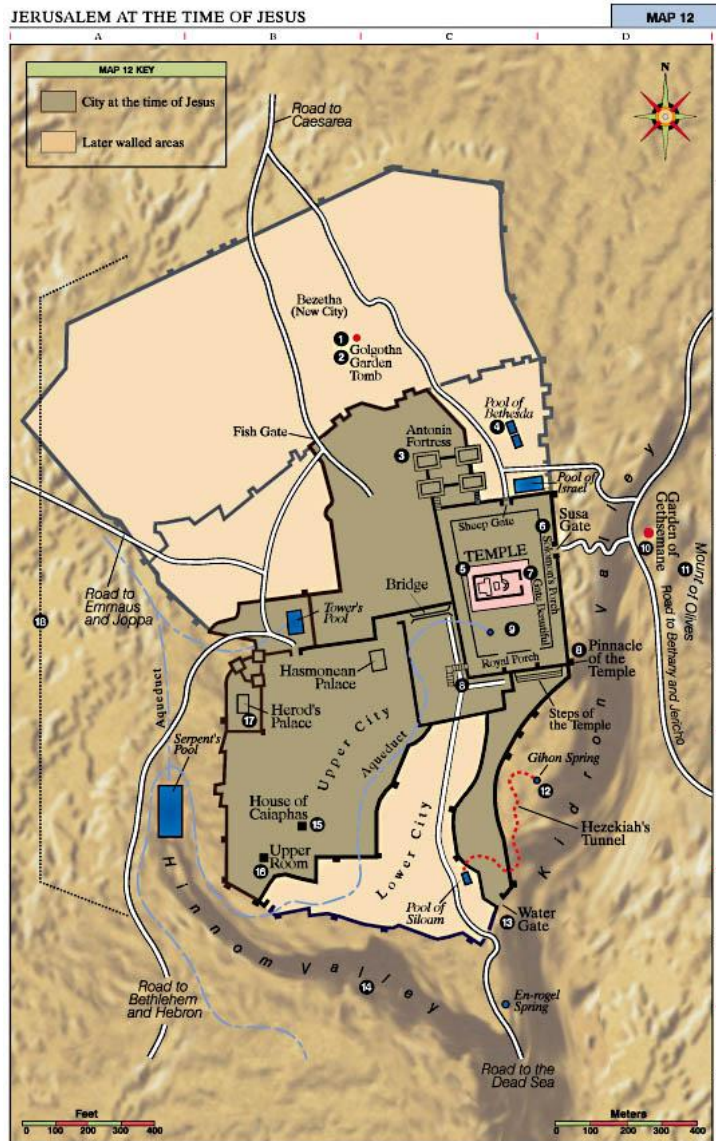 JERUSALEM AT THE TIME OF JESUS
MAP 12
A
B
C
D
MAP 12 KEY
City at the time of Jesus
Later walled areas
N
Road to
Caesarea
Bezetha
(New City)
1
2
Golgotha
Garden
Tomb
Pool of
Bethesda
4
Antonia
Fortress
3
Fish Gate
Pool of
Israel
Sheep Gate
6
Susa
Gate
Solomon's Porch
TEMPLE
5
7
Gate Beautiful
9
Royal Porch
Garden of
Gethsemane
10
Mount of Olives
11
Road to Bethany and Jericho
Kidron Valley
Road to
Emmaus
and Joppa
18
Bridge
Tower's
Pool
8
Pinnacle
of the
Temple
8
Hasmonean
Palace
Steps of
the Temple
Herod's
Palace
17
Upper City
Aqueduct
Aqueduct
Serpent's
Pool
Gihon Spring
12
Hezekiah's
Tunnel
House of
Caiaphas
15
Upper
Room
16
Lower City
Pool of
Siloam
Water
Gate
13
Hinnom Valley
14
Road to
Bethlehem
and Hebron
En-rogel
Spring
Road to the
Dead Sea
Feet
0 200 300 400
Meters
0 200 300 400